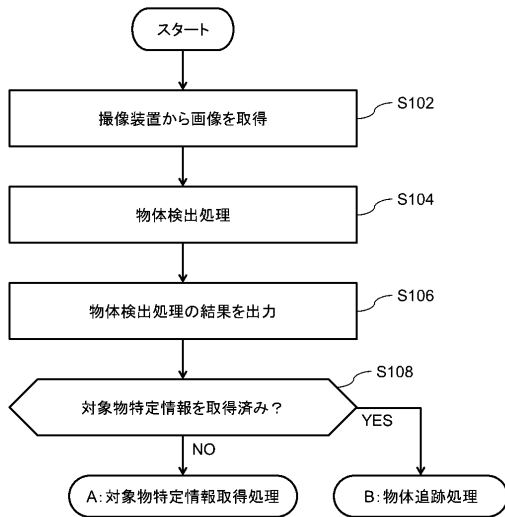 スタート
撮像装置から画像を取得
S102
物体検出処理
S104
物体検出処理の結果を出力
S106
対象物特定情報を取得済み？
S108
YES
NO
A：対象物特定情報取得処理
B：物体追跡処理